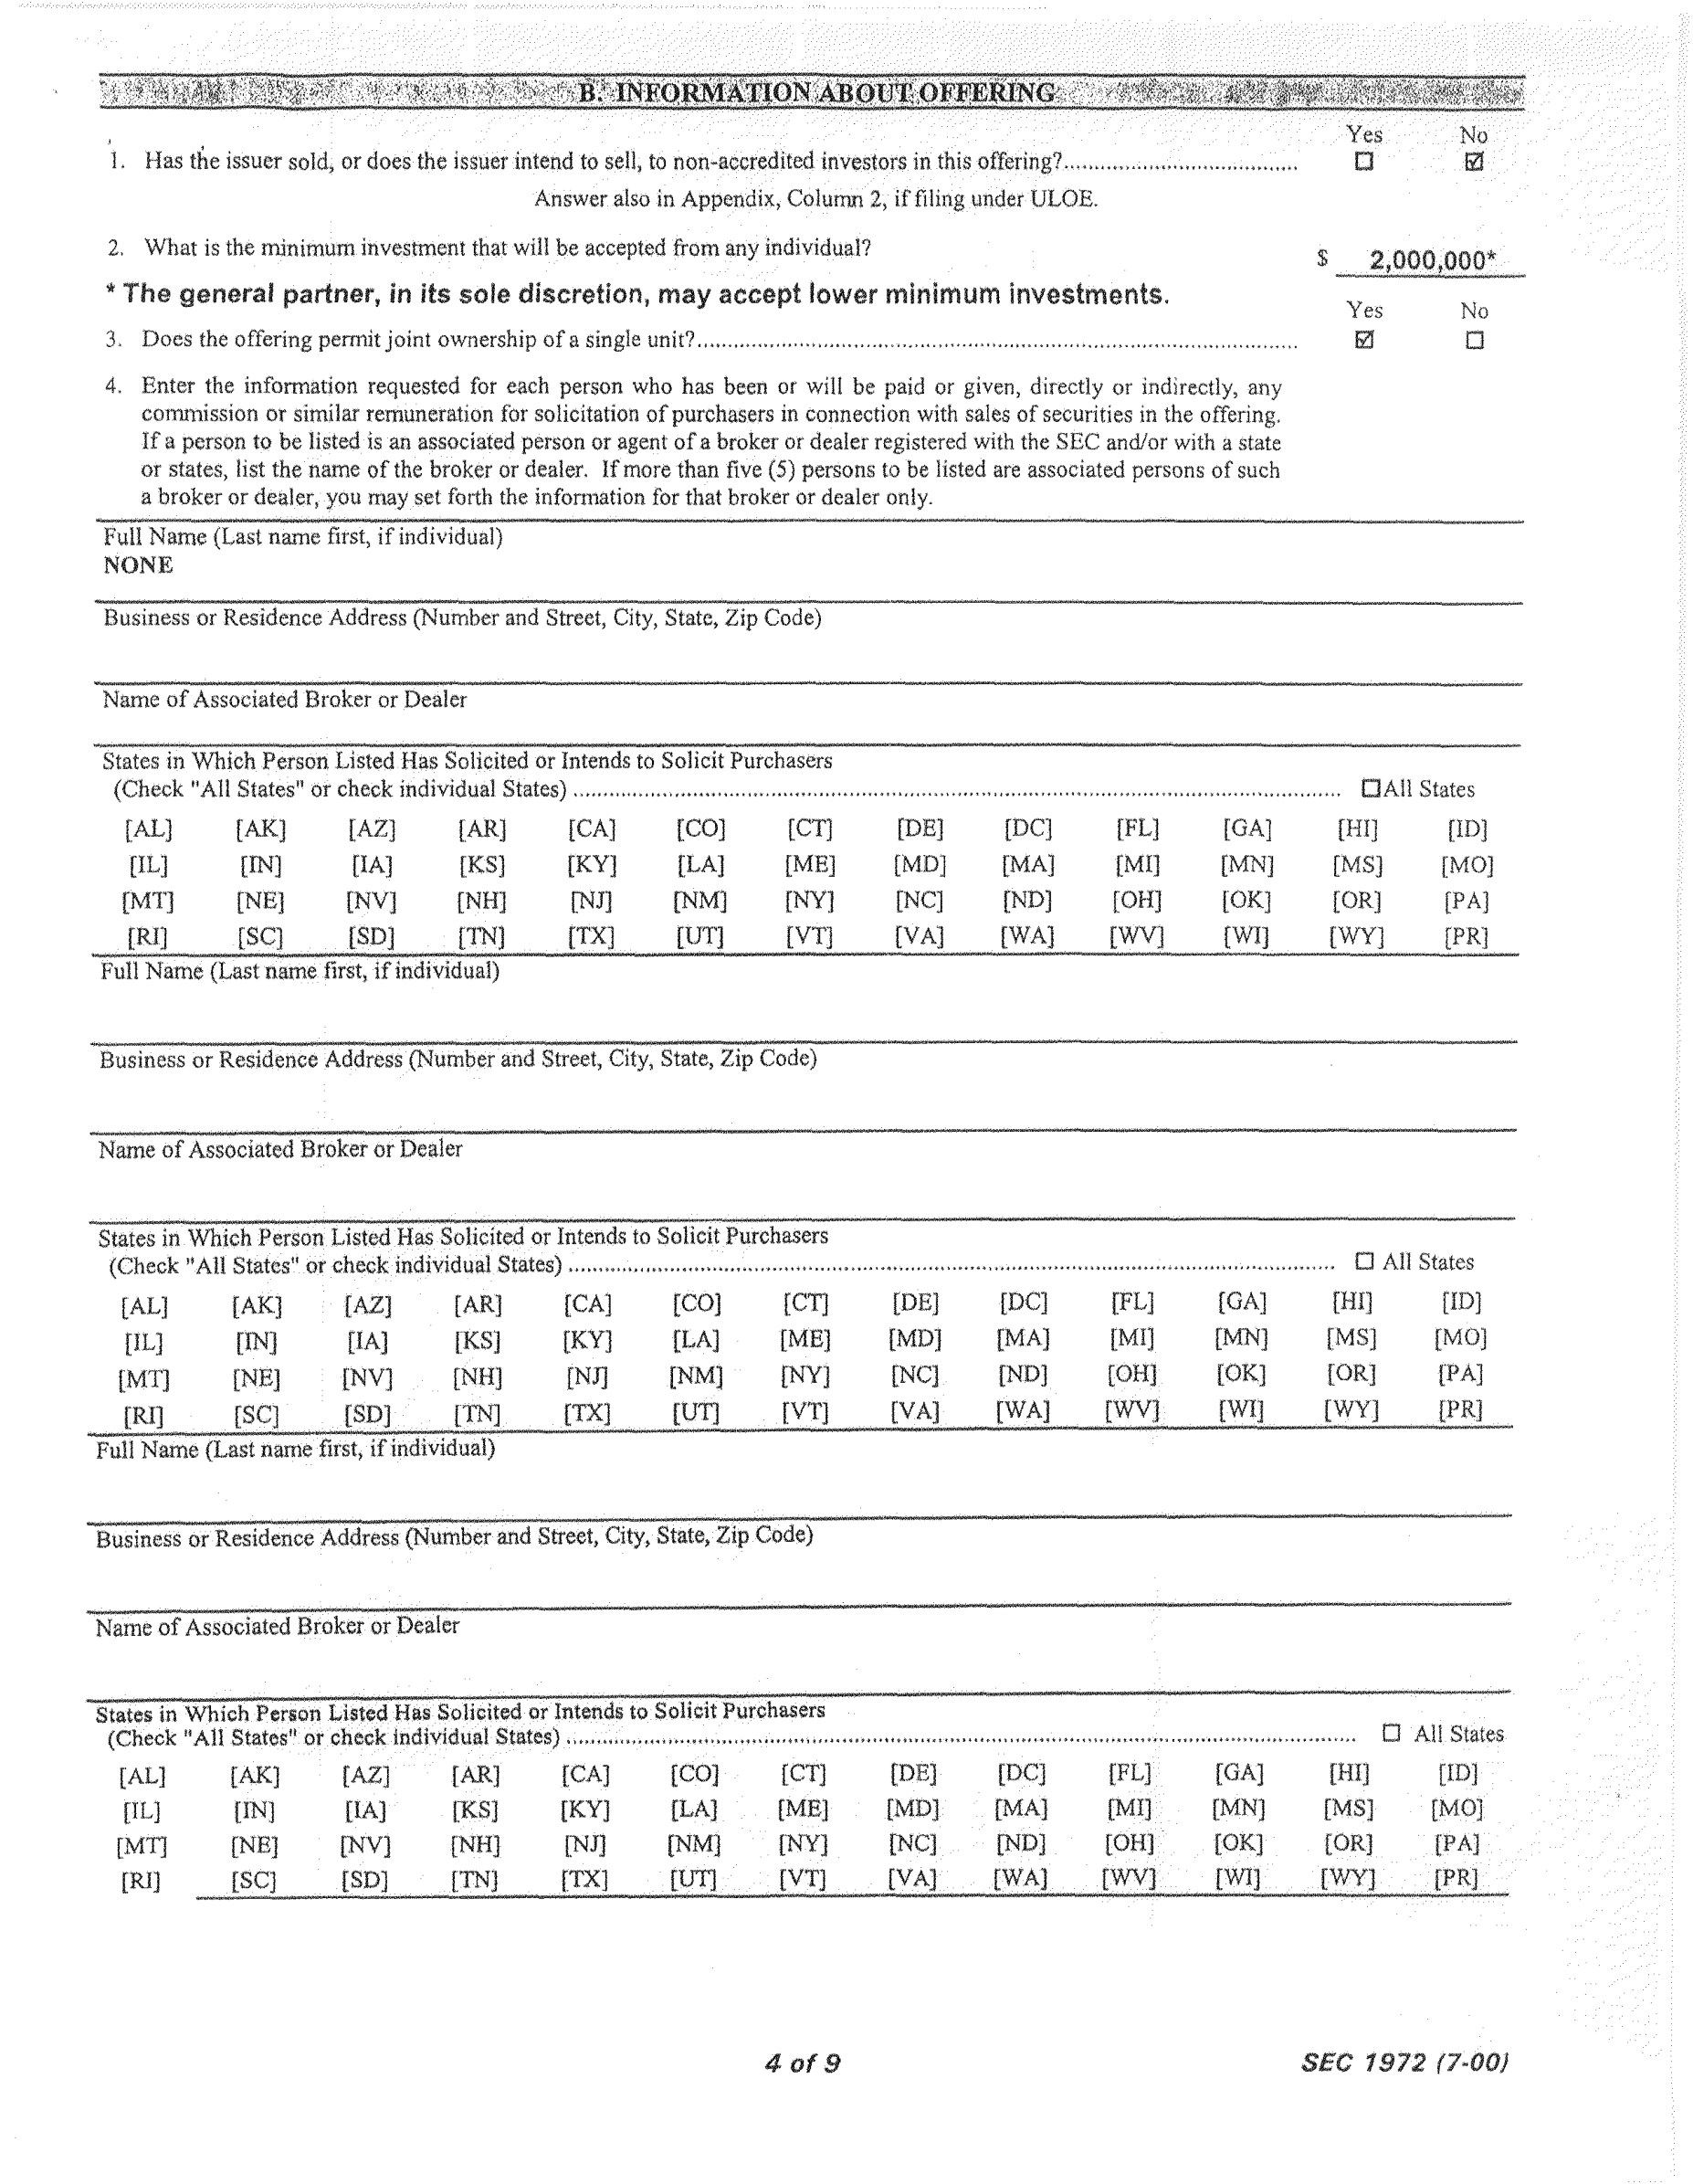 B. INFORMATION ABOUT OFFERING
Yes No
1. Has the issuer sold, or does the issuer intend to sell, to non-accredited investors in this offering?.................................... ☐ ☑
Answer also in Appendix, Column 2, if filing under ULOE.
2. What is the minimum investment that will be accepted from any individual?
$ 2,000,000*
* The general partner, in its sole discretion, may accept lower minimum investments.
Yes No
3. Does the offering permit joint ownership of a single unit?................................................................................................ ☑ ☐
4. Enter the information requested for each person who has been or will be paid or given, directly or indirectly, any
commission or similar remuneration for solicitation of purchasers in connection with sales of securities in the offering.
If a person to be listed is an associated person or agent of a broker or dealer registered with the SEC and/or with a state
or states, list the name of the broker or dealer. If more than five (5) persons to be listed are associated persons of such
a broker or dealer, you may set forth the information for that broker or dealer only.
Full Name (Last name first, if individual)
NONE
Business or Residence Address (Number and Street, City, State, Zip Code)
Name of Associated Broker or Dealer
States in Which Person Listed Has Solicited or Intends to Solicit Purchasers
(Check "All States" or check individual States) .............................................................................................................. ☐All States
[AL] [AK] [AZ] [AR] [CA] [CO] [CT] [DE] [DC] [FL] [GA] [HI] [ID]
[IL] [IN] [IA] [KS] [KY] [LA] [ME] [MD] [MA] [MI] [MN] [MS] [MO]
[MT] [NE] [NV] [NH] [NJ] [NM] [NY] [NC] [ND] [OH] [OK] [OR] [PA]
[RI] [SC] [SD] [TN] [TX] [UT] [VT] [VA] [WA] [WV] [WI] [WY] [PR]
Full Name (Last name first, if individual)
Business or Residence Address (Number and Street, City, State, Zip Code)
Name of Associated Broker or Dealer
States in Which Person Listed Has Solicited or Intends to Solicit Purchasers
(Check "All States" or check individual States) .............................................................................................................. ☐ All States
[AL] [AK] [AZ] [AR] [CA] [CO] [CT] [DE] [DC] [FL] [GA] [HI] [ID]
[IL] [IN] [IA] [KS] [KY] [LA] [ME] [MD] [MA] [MI] [MN] [MS] [MO]
[MT] [NE] [NV] [NH] [NJ] [NM] [NY] [NC] [ND] [OH] [OK] [OR] [PA]
[RI] [SC] [SD] [TN] [TX] [UT] [VT] [VA] [WA] [WV] [WI] [WY] [PR]
Full Name (Last name first, if individual)
Business or Residence Address (Number and Street, City, State, Zip Code)
Name of Associated Broker or Dealer
States in Which Person Listed Has Solicited or Intends to Solicit Purchasers
(Check "All States" or check individual States) .................................................................................................................. ☐ All States
[AL] [AK] [AZ] [AR] [CA] [CO] [CT] [DE] [DC] [FL] [GA] [HI] [ID]
[IL] [IN] [IA] [KS] [KY] [LA] [ME] [MD] [MA] [MI] [MN] [MS] [MO]
[MT] [NE] [NV] [NH] [NJ] [NM] [NY] [NC] [ND] [OH] [OK] [OR] [PA]
[RI] [SC] [SD] [TN] [TX] [UT] [VT] [VA] [WA] [WV] [WI] [WY] [PR]
4 of 9 SEC 1972 (7-00)